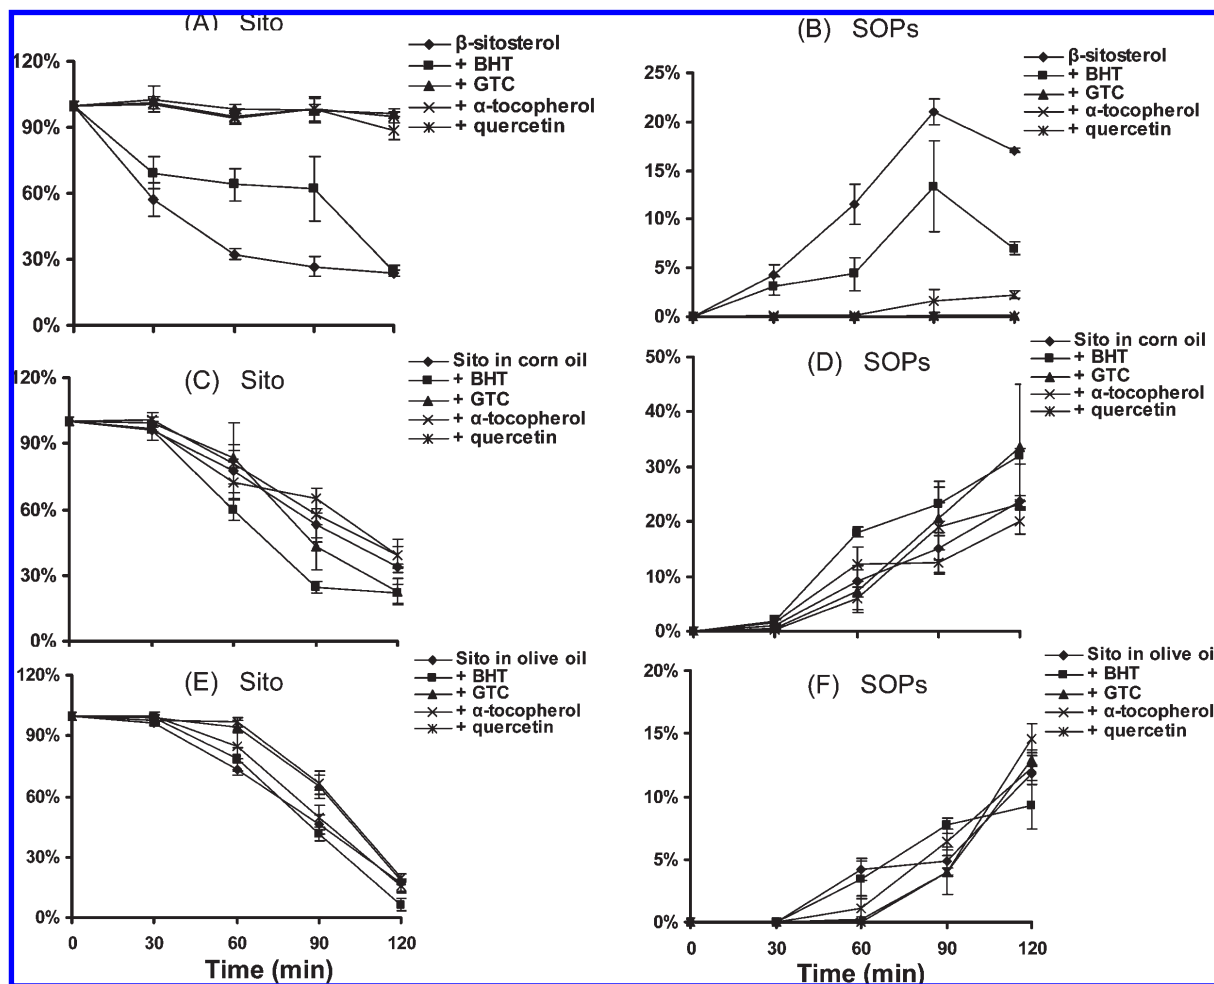 (A) Sito
β-sitosterol
+ BHT
+ GTC
+ α-tocopherol
+ quercetin
120%
90%
60%
30%
0%
(B) SOPs
β-sitosterol
+ BHT
+ GTC
+ α-tocopherol
+ quercetin
25%
20%
15%
10%
5%
0%
(C) Sito
Sito in corn oil
+ BHT
+ GTC
+ α-tocopherol
+ quercetin
120%
90%
60%
30%
0%
(D) SOPs
Sito in corn oil
+ BHT
+ GTC
+ α-tocopherol
+ quercetin
50%
40%
30%
20%
10%
0%
(E) Sito
Sito in olive oil
+ BHT
+ GTC
+ α-tocopherol
+ quercetin
120%
90%
60%
30%
0%
0 30 60 90 120
Time (min)
(F) SOPs
Sito in olive oi
+ BHT
+ GTC
+ α-tocopherol
+ quercetin
20%
15%
10%
5%
0%
0 30 60 90 120
Time (min)